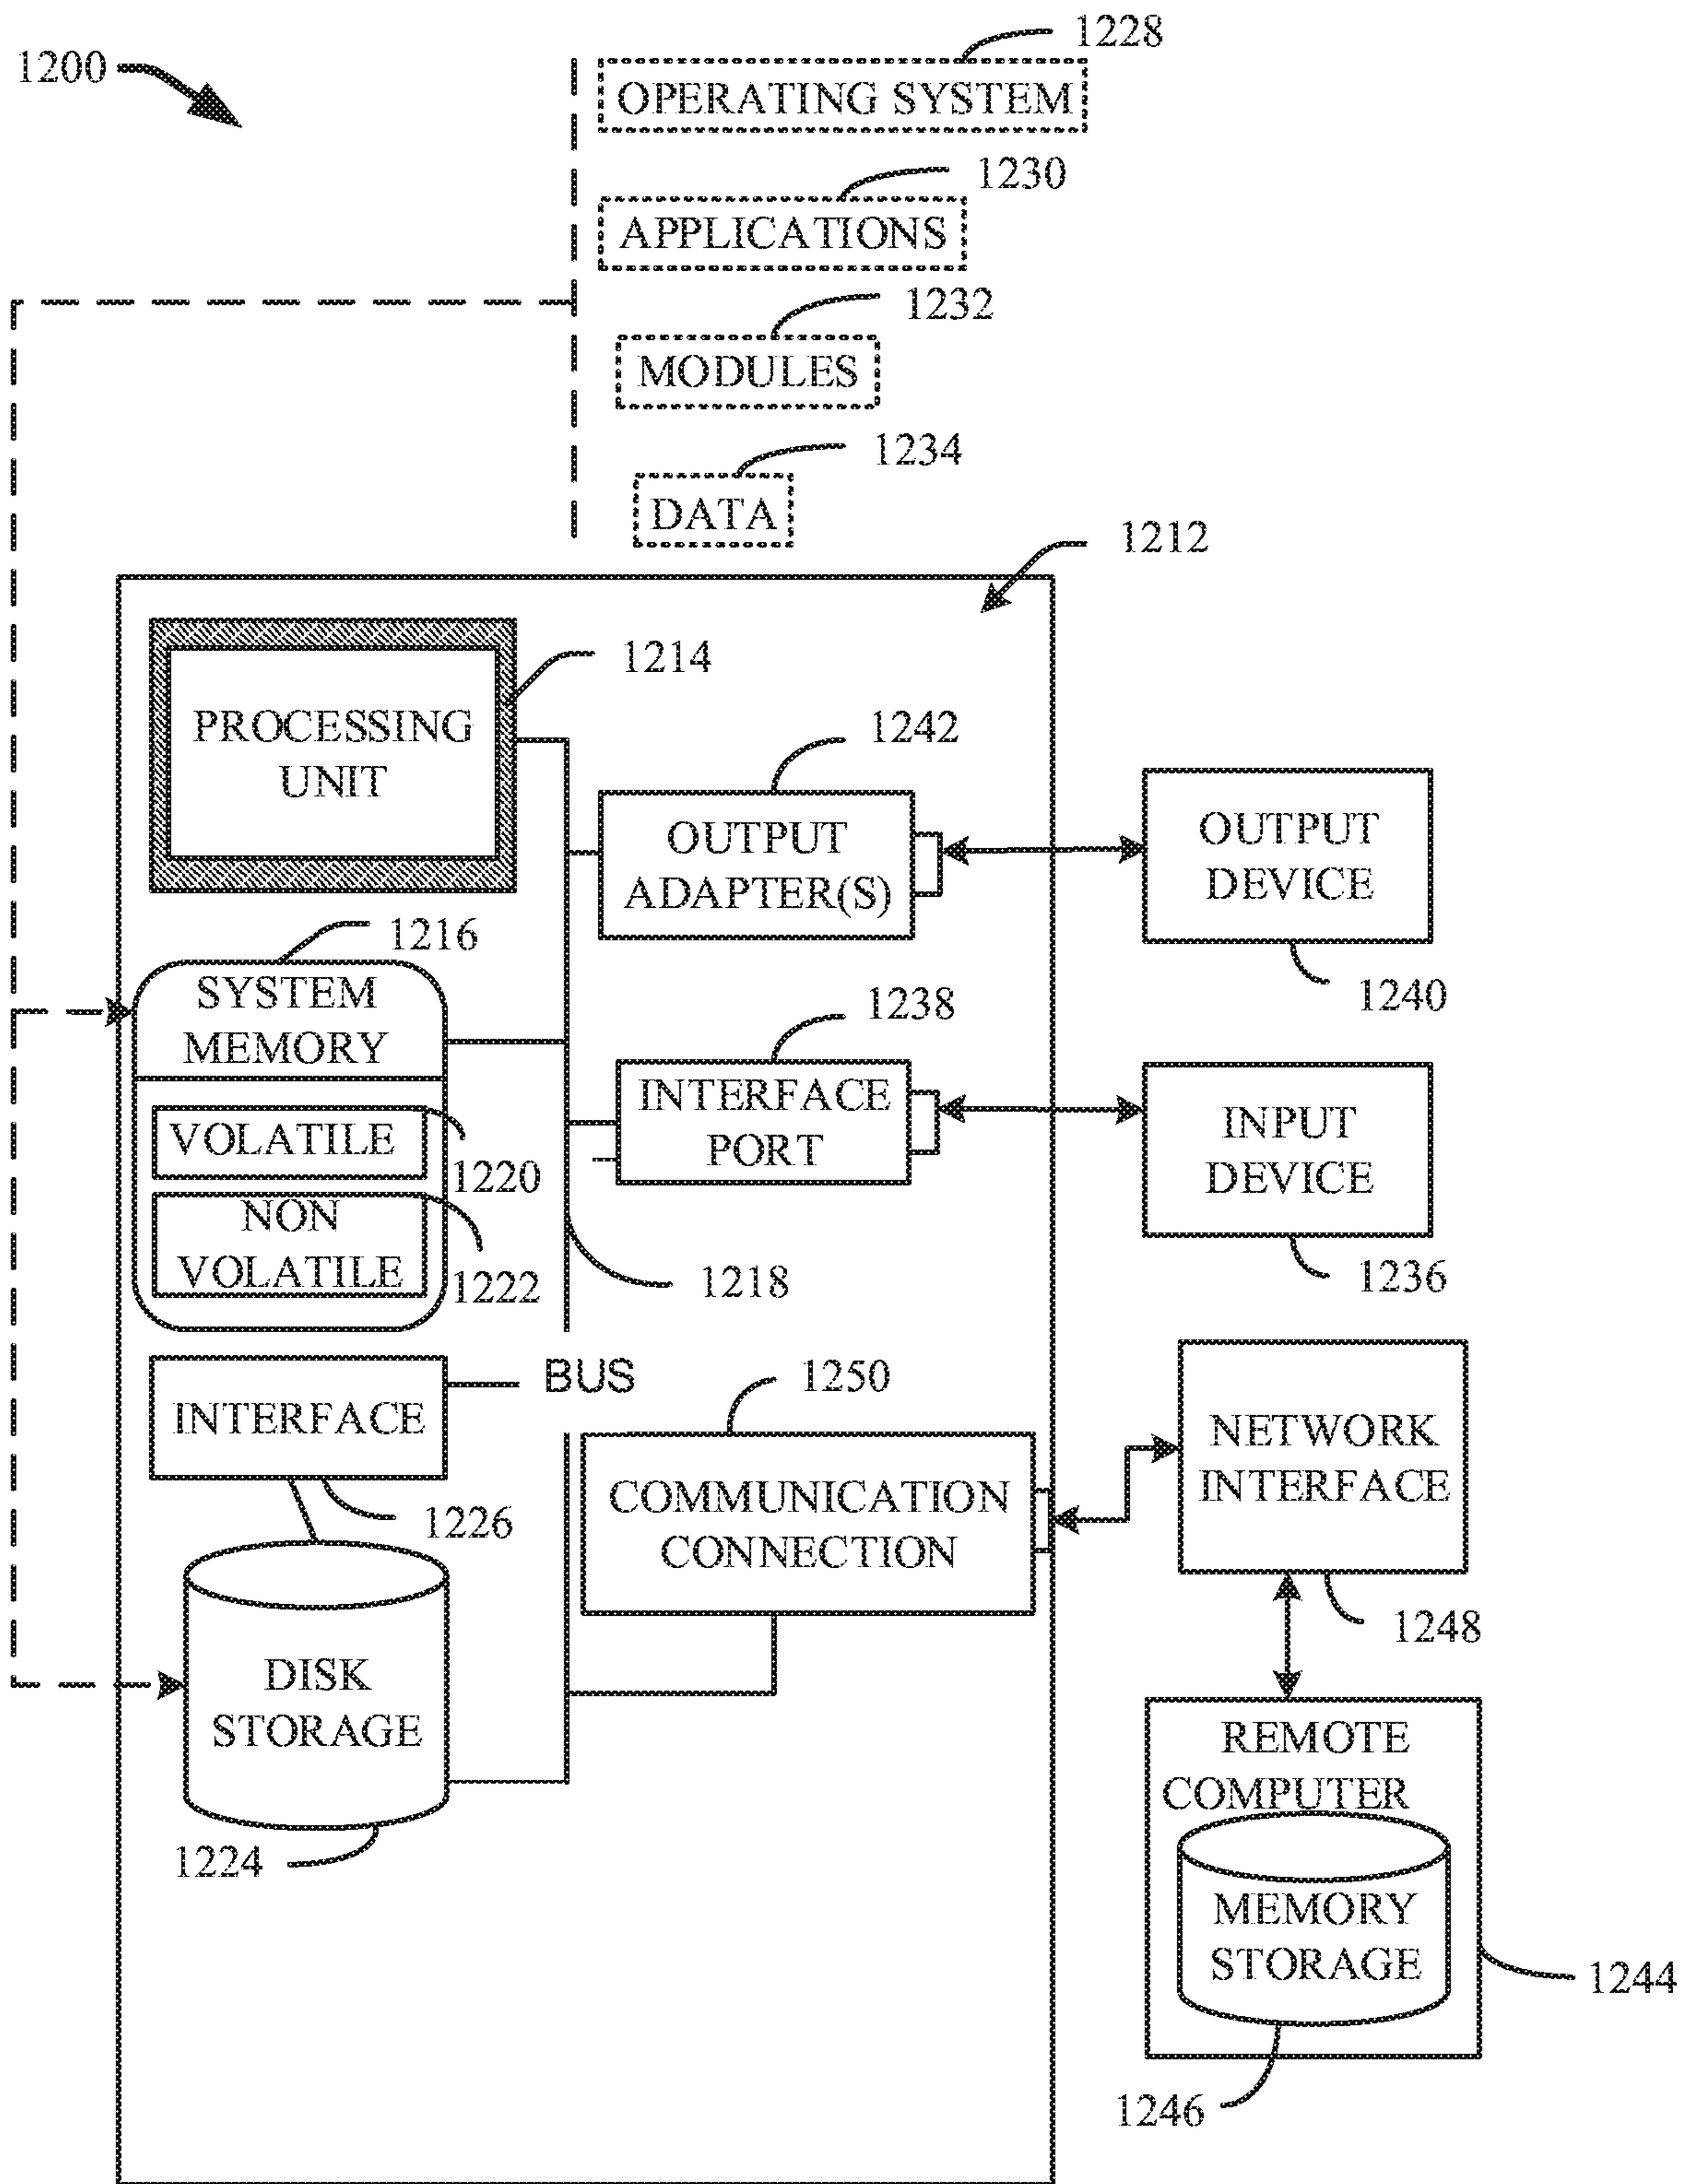 1228
1200
OPERATING SYSTEM
1230
APPLICATIONS
1232
MODULES
1234
DATA
1212
1214
PROCESSING
UNIT
1242
OUTPUT
ADAPTER(S)
OUTPUT
DEVICE
1240
1216
SYSTEM
MEMORY
1238
INTERFACE
PORT
INPUT
DEVICE
1236
VOLATILE
1220
NON
VOLATILE
1222
1218
BUS
INTERFACE
1226
1250
COMMUNICATION
CONNECTION
NETWORK
INTERFACE
1248
DISK
STORAGE
1224
REMOTE
COMPUTER
MEMORY
STORAGE
1244
1246